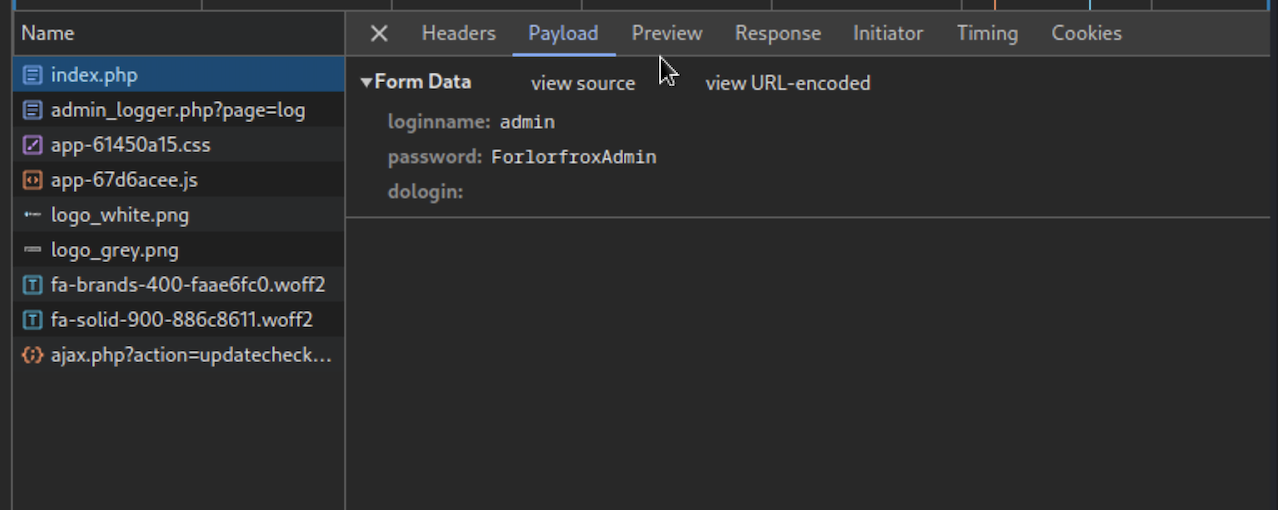 Name
index.php
admin_logger.php?page=log
app-61450a15.css
app-67d6acee.js
logo_white.png
logo_grey.png
fa-brands-400-faae6fc0.woff2
fa-solid-900-886c8611.woff2
ajax.php?action=updatecheck...
Headers Payload Preview Response Initiator Timing Cookies
Form Data view source view URL-encoded
loginname: admin
password: ForlorfroxAdmin
dologin: